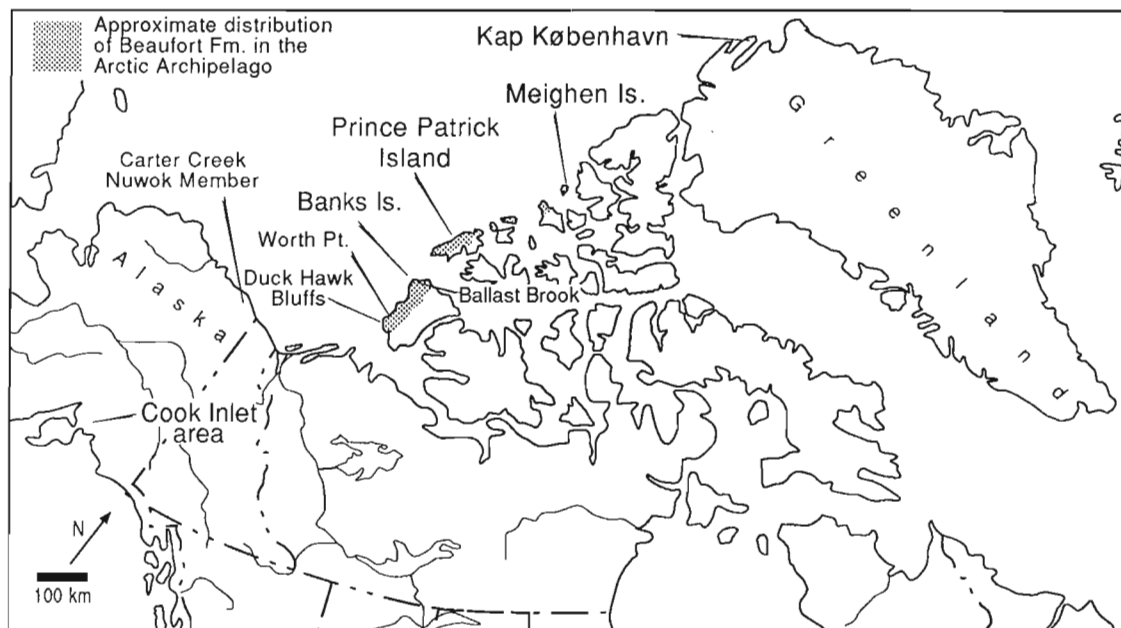 Approximate distribution
of Beaufort Fm. in the
Arctic Archipelago
Kap København
Meighen Is.
Prince Patrick
Island
Carter Creek
Nuwok Member
Banks Is.
Worth Pt.
Duck Hawk
Bluffs
Ballast Brook
Alaska
Greenland
Cook Inlet
area
N
100 km